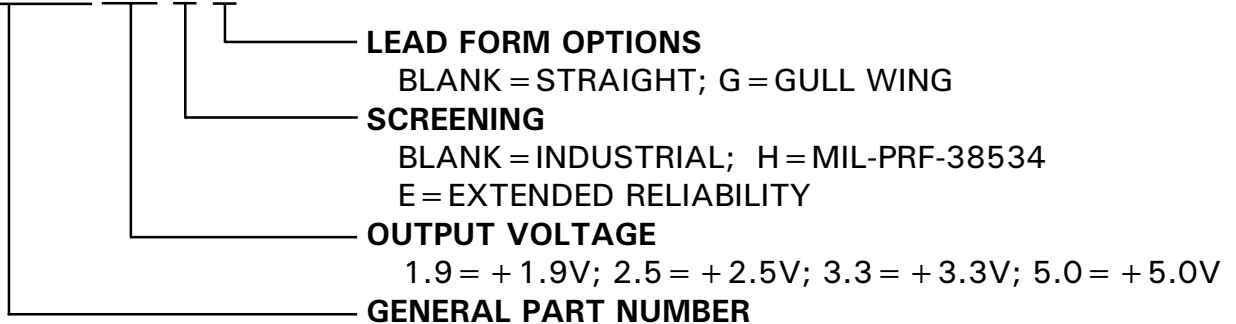 LEAD FORM OPTIONS
BLANK = STRAIGHT; G = GULL WING
SCREENING
BLANK = INDUSTRIAL; H = MIL-PRF-38534
E = EXTENDED RELIABILITY
OUTPUT VOLTAGE
1.9 = +1.9V; 2.5 = +2.5V; 3.3 = +3.3V; 5.0 = +5.0V
GENERAL PART NUMBER